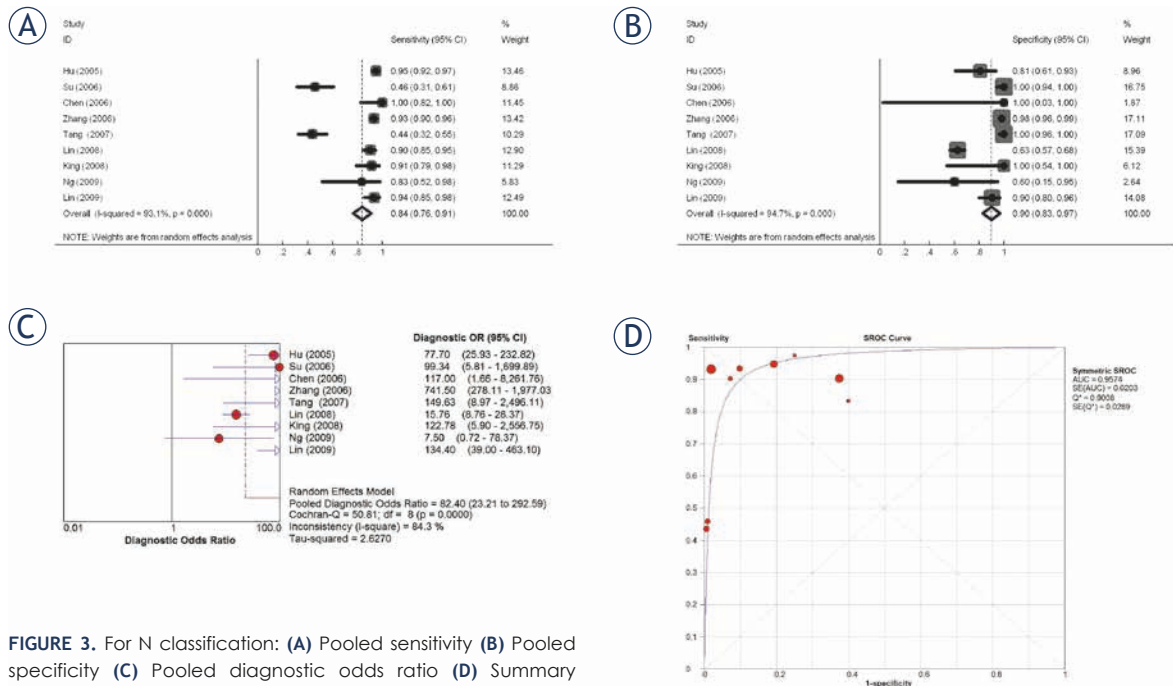 A
Study
ID
Sensitivity (95% CI)
%
Weight
Hu (2005) 0.95 (0.92, 0.97) 13.46
Su (2006) 0.46 (0.31, 0.61) 8.86
Chen (2006) 1.00 (0.82, 1.00) 11.45
Zhang (2006) 0.93 (0.90, 0.96) 13.42
Tang (2007) 0.44 (0.32, 0.55) 10.29
Lin (2008) 0.90 (0.85, 0.95) 12.90
King (2008) 0.91 (0.79, 0.98) 11.29
Ng (2009) 0.83 (0.52, 0.98) 5.83
Lin (2009) 0.94 (0.85, 0.98) 12.49
Overall (I-squared = 93.1%, p = 0.000) 0.84 (0.76, 0.91) 100.00
NOTE: Weights are from random effects analysis
0 .2 .4 .6 .8 1
B
Study
ID
Specificity (95% CI)
%
Weight
Hu (2005) 0.81 (0.61, 0.93) 8.96
Su (2006) 1.00 (0.94, 1.00) 16.75
Chen (2006) 1.00 (0.03, 1.00) 1.87
Zhang (2006) 0.98 (0.96, 0.99) 17.11
Tang (2007) 1.00 (0.96, 1.00) 17.09
Lin (2008) 0.63 (0.57, 0.68) 15.39
King (2008) 1.00 (0.54, 1.00) 6.12
Ng (2009) 0.60 (0.15, 0.95) 2.64
Lin (2009) 0.90 (0.80, 0.96) 14.08
Overall (I-squared = 94.7%, p = 0.000) 0.90 (0.83, 0.97) 100.00
NOTE: Weights are from random effects analysis
0 .2 .4 .6 .8 1
C
Diagnostic OR (95% CI)
Hu (2005) 77.70 (25.93 - 232.82)
Su (2006) 99.34 (5.81 - 1,699.89)
Chen (2006) 117.00 (1.66 - 8,261.76)
Zhang (2006) 741.50 (278.11 - 1,977.03
Tang (2007) 149.63 (8.97 - 2,496.11)
Lin (2008) 15.76 (8.76 - 28.37)
King (2008) 122.78 (5.90 - 2,556.75)
Ng (2009) 7.50 (0.72 - 78.37)
Lin (2009) 134.40 (39.00 - 463.10)
Random Effects Model
Pooled Diagnostic Odds Ratio = 82.40 (23.21 to 292.59)
Cochran-Q = 50.81; df = 8 (p = 0.0000)
Inconsistency (I-square) = 84.3 %
Tau-squared = 2.6270
0.01 1 100.0
Diagnostic Odds Ratio
D
Sensitivity
SROC Curve
1
0.9
0.8
0.7
0.6
0.5
0.4
0.3
0.2
0.1
0
0 0.2 0.4 0.6 0.8 1
1-specificity
Symmetric SROC
AUC = 0.9574
SE(AUC) = 0.0203
Q* = 0.9008
SE(Q*) = 0.0269
FIGURE 3. For N classification: (A) Pooled sensitivity (B) Pooled
specificity (C) Pooled diagnostic odds ratio (D) Summary